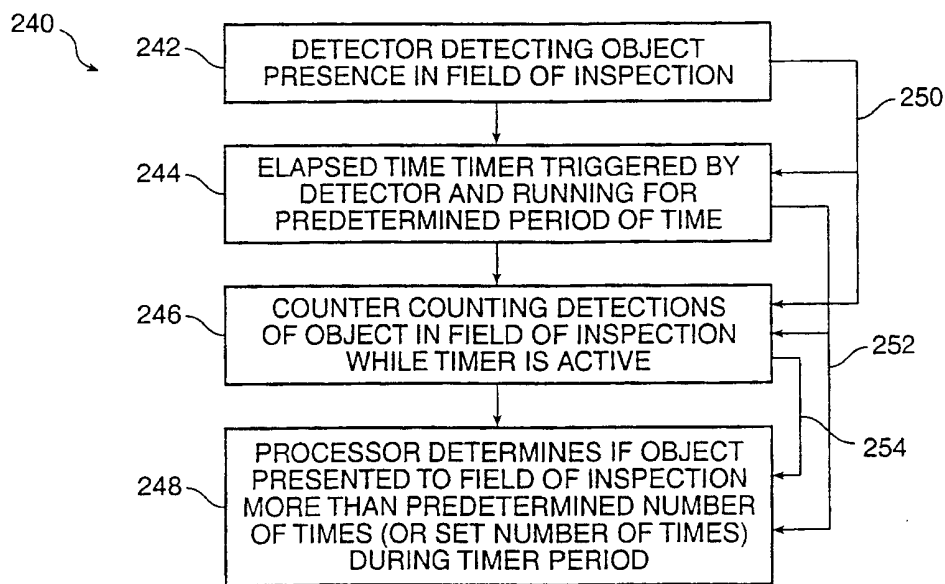 240
242
DETECTOR DETECTING OBJECT
PRESENCE IN FIELD OF INSPECTION
250
244
ELAPSED TIME TIMER TRIGGERED BY
DETECTOR AND RUNNING FOR
PREDETERMINED PERIOD OF TIME
246
COUNTER COUNTING DETECTIONS
OF OBJECT IN FIELD OF INSPECTION
WHILE TIMER IS ACTIVE
252
254
248
PROCESSOR DETERMINES IF OBJECT
PRESENTED TO FIELD OF INSPECTION
MORE THAN PREDETERMINED NUMBER
OF TIMES (OR SET NUMBER OF TIMES)
DURING TIMER PERIOD